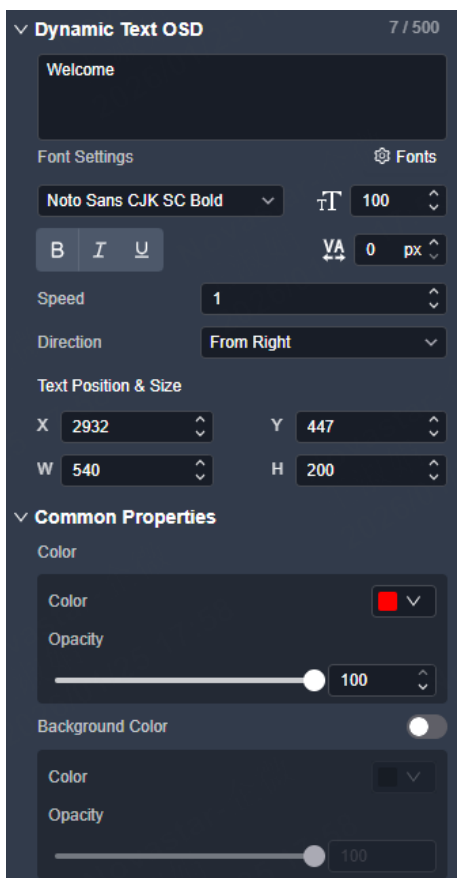 Dynamic Text OSD 7 / 500
Welcome
Font Settings Fonts
Noto Sans CJK SC Bold TT 100
B I U VA 0 px
Speed 1
Direction From Right
Text Position & Size
X 2932 Y 447
W 540 H 200
Common Properties
Color
Color
Opacity
100
Background Color
Color
Opacity
100